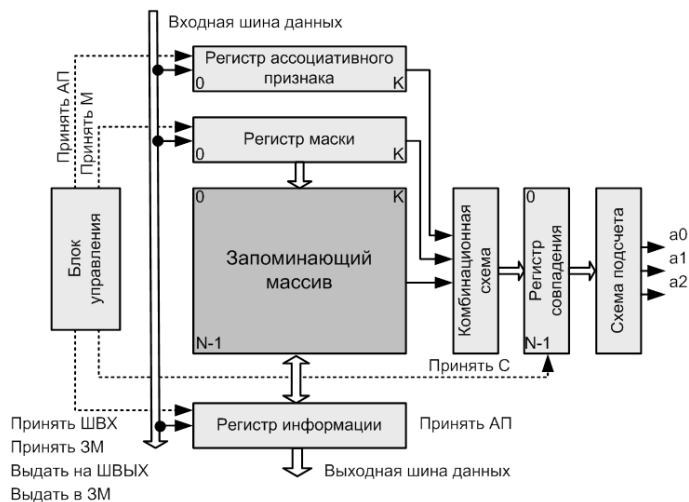 Входная шина данных
Регистр ассоциативного
признака
0
K
Принять АП
Принять М
Регистр маски
0
K
0
K
Запоминающий
массив
N-1
Блок
управления
Комбинационная
схема
0
Регистр
совпадения
N-1
Схема подсчета
a0
a1
a2
Принять С
Регистр информации
Принять АП
Принять ШВХ
Принять ЗМ
Выдать на ШВЫХ
Выдать в ЗМ
Выходная шина данных